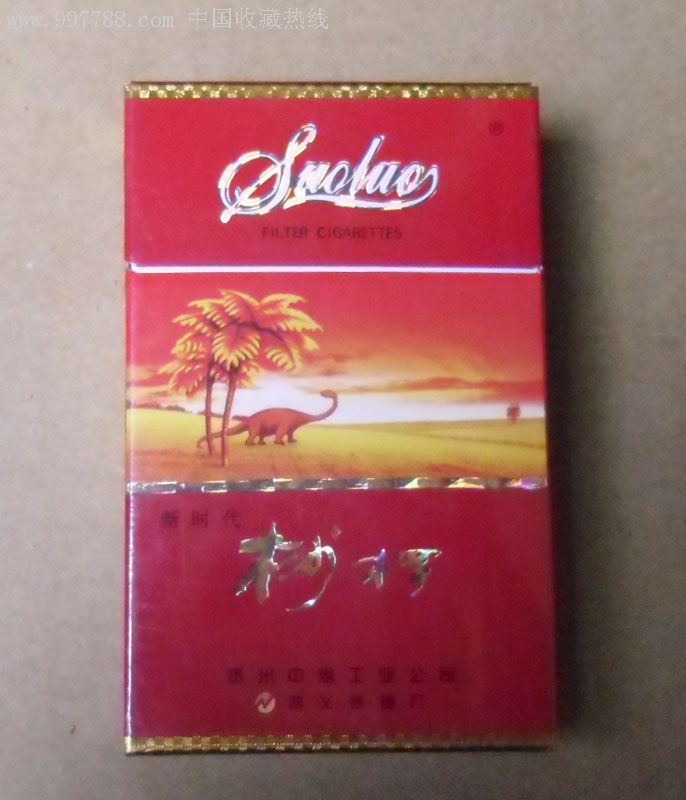 www.997788.com 中国收藏热线
Suoluo
®
FILTER CIGARETTES
新时代
桫椤
贵州中烟工业公司
遵义卷烟厂